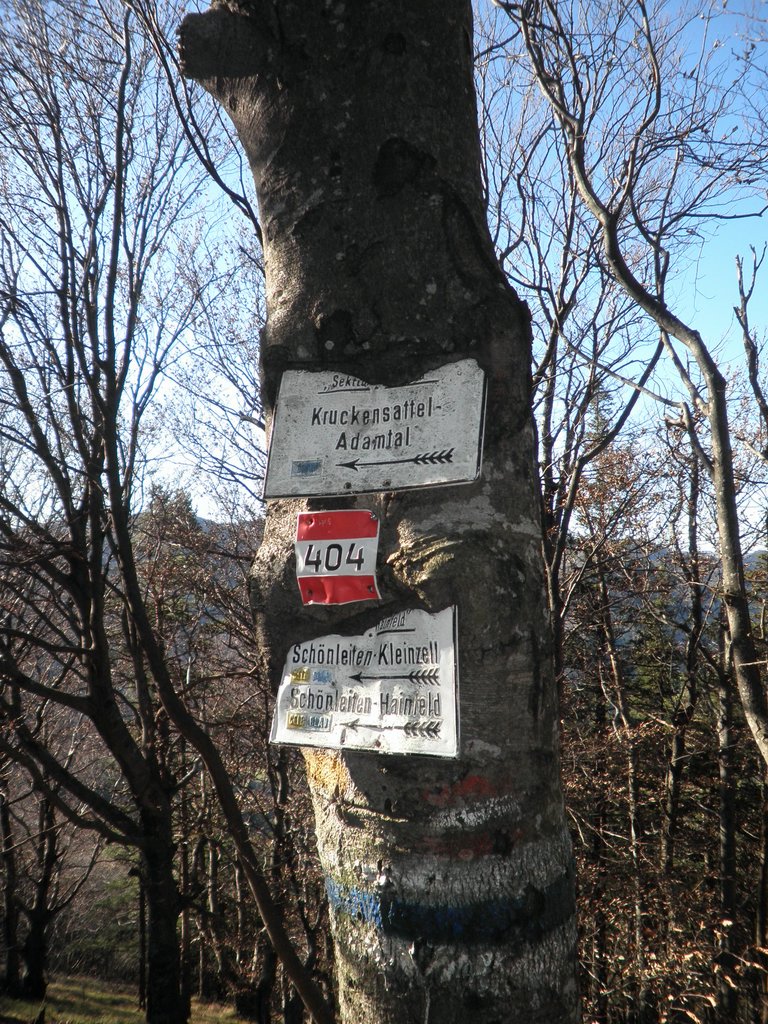 Kruckensattel-
Adamtal
404
Schönleiten-Kleinzell
Schönleiten-Hainfeld